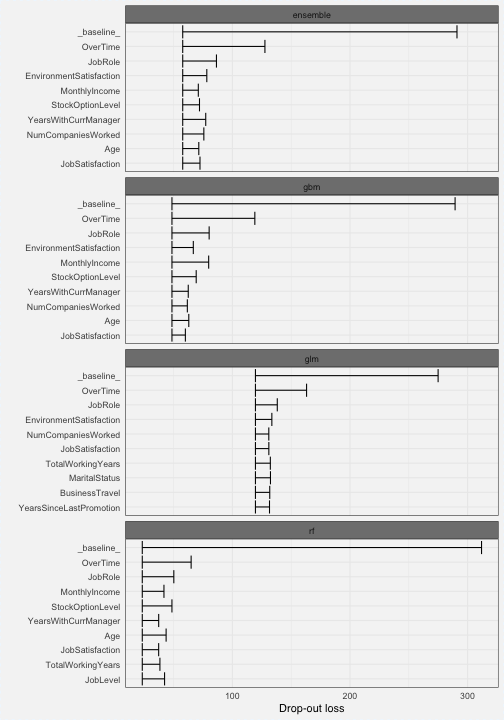 ensemble
_baseline_
OverTime
JobRole
EnvironmentSatisfaction
MonthlyIncome
StockOptionLevel
YearsWithCurrManager
NumCompaniesWorked
Age
JobSatisfaction
gbm
_baseline_
OverTime
JobRole
EnvironmentSatisfaction
MonthlyIncome
StockOptionLevel
YearsWithCurrManager
NumCompaniesWorked
Age
JobSatisfaction
glm
_baseline_
OverTime
JobRole
EnvironmentSatisfaction
NumCompaniesWorked
JobSatisfaction
TotalWorkingYears
MaritalStatus
BusinessTravel
YearsSinceLastPromotion
rf
_baseline_
OverTime
JobRole
MonthlyIncome
StockOptionLevel
YearsWithCurrManager
Age
JobSatisfaction
TotalWorkingYears
JobLevel
100 200 300
Drop-out loss